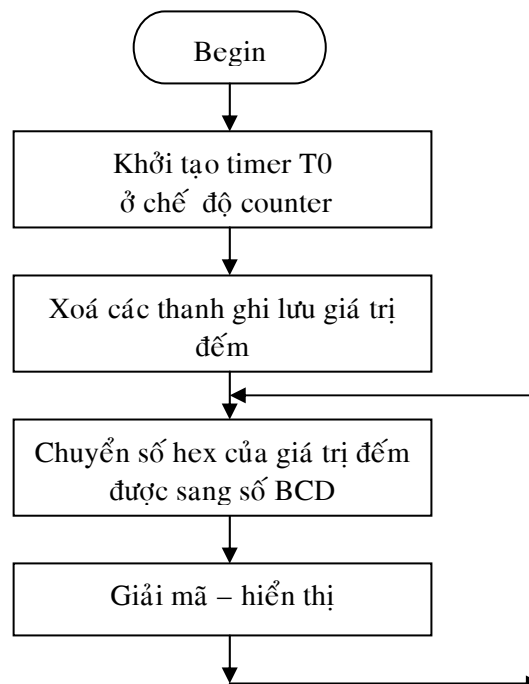 Begin
Khởi tạo timer T0
ở chế độ counter
Xoá các thanh ghi lưu giá trị
đếm
Chuyển số hex của giá trị đếm
được sang số BCD
Giải mã – hiển thị